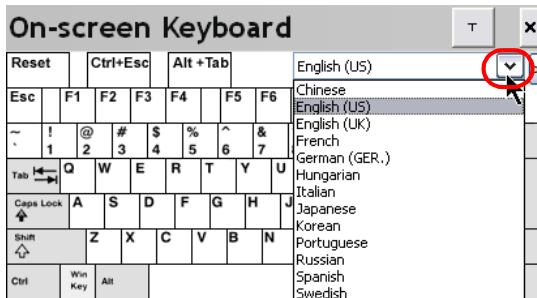 On-screen Keyboard T ×
Reset Ctrl+Esc Alt +Tab English (US)
Chinese
Esc F1 F2 F3 F4 F5 F6 English (US)
English (UK)
~ ! @ # $ % ^ &
` 1 2 3 4 5 6 7 French
German (GER.)
Tab Q W E R T Y U Hungarian
Italian
Caps Lock A S D F G H J Japanese
Korean
Shift Z X C V B N Portuguese
Russian
Ctrl Win Key Alt Spanish
Swedish